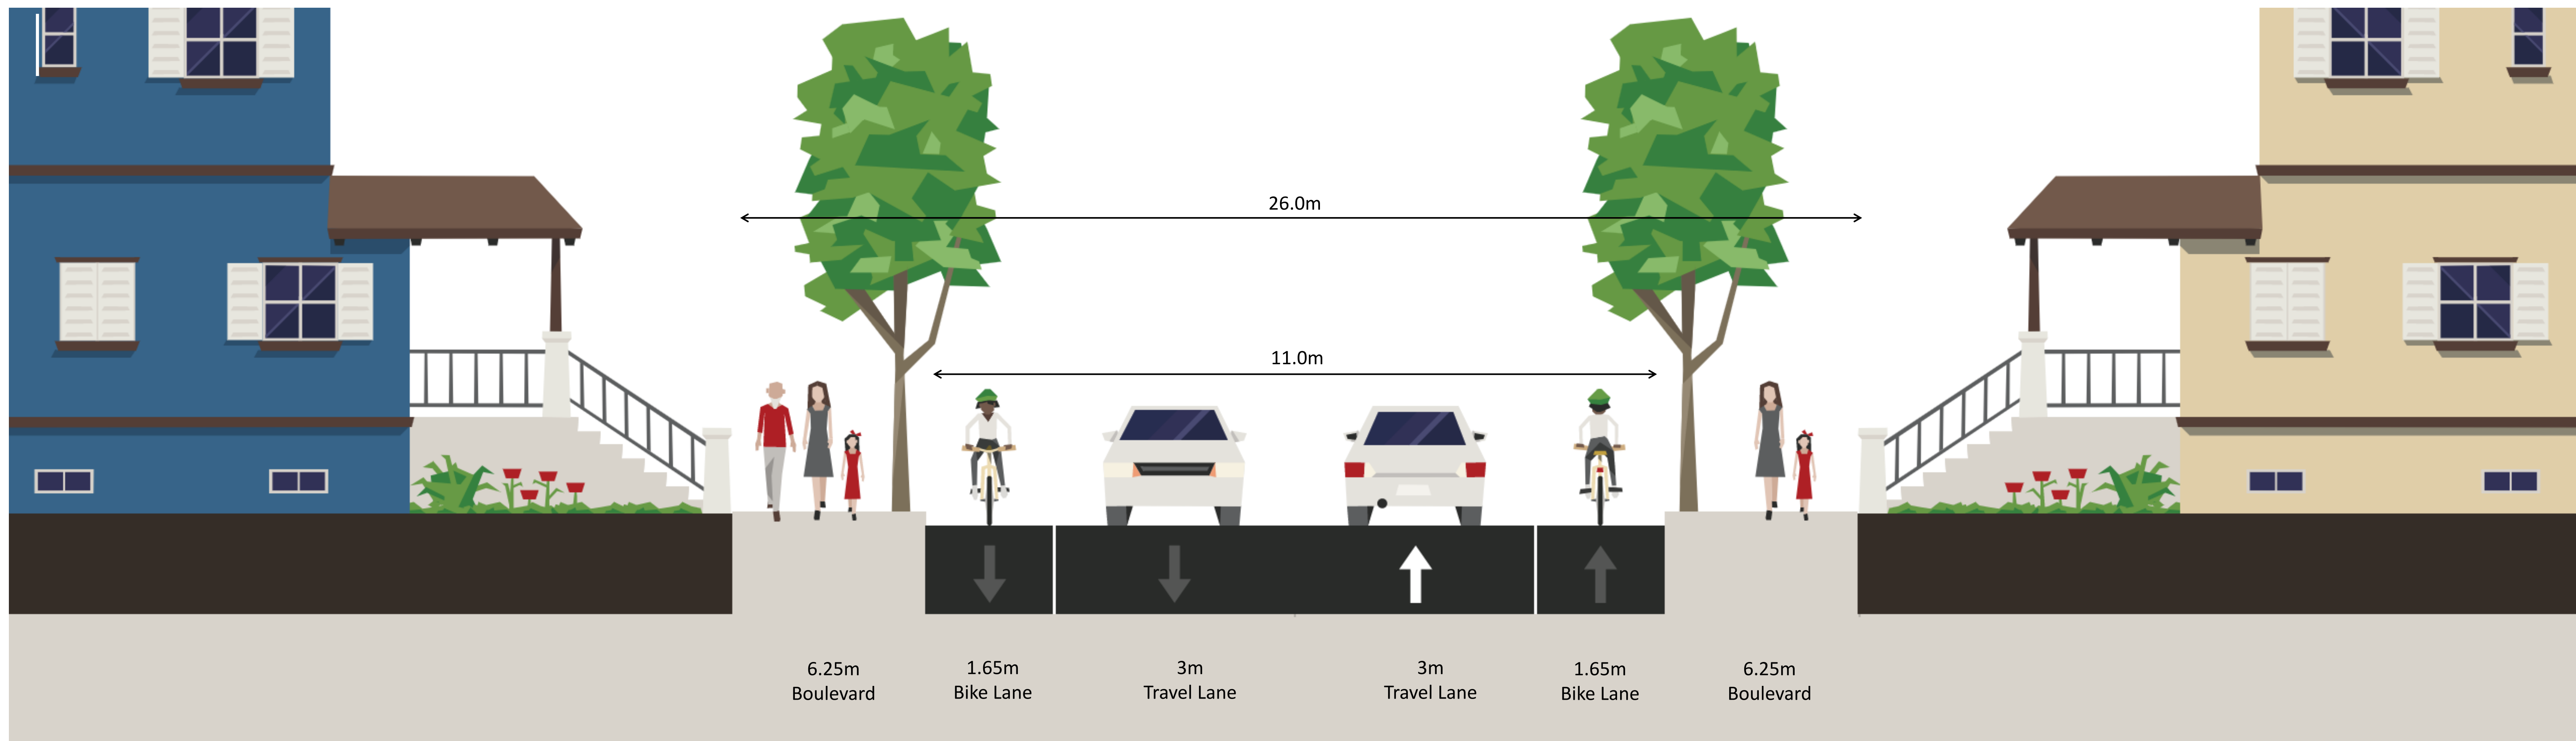 26.0m
11.0m
6.25m
Boulevard
1.65m
Bike Lane
3m
Travel Lane
3m
Travel Lane
1.65m
Bike Lane
6.25m
Boulevard